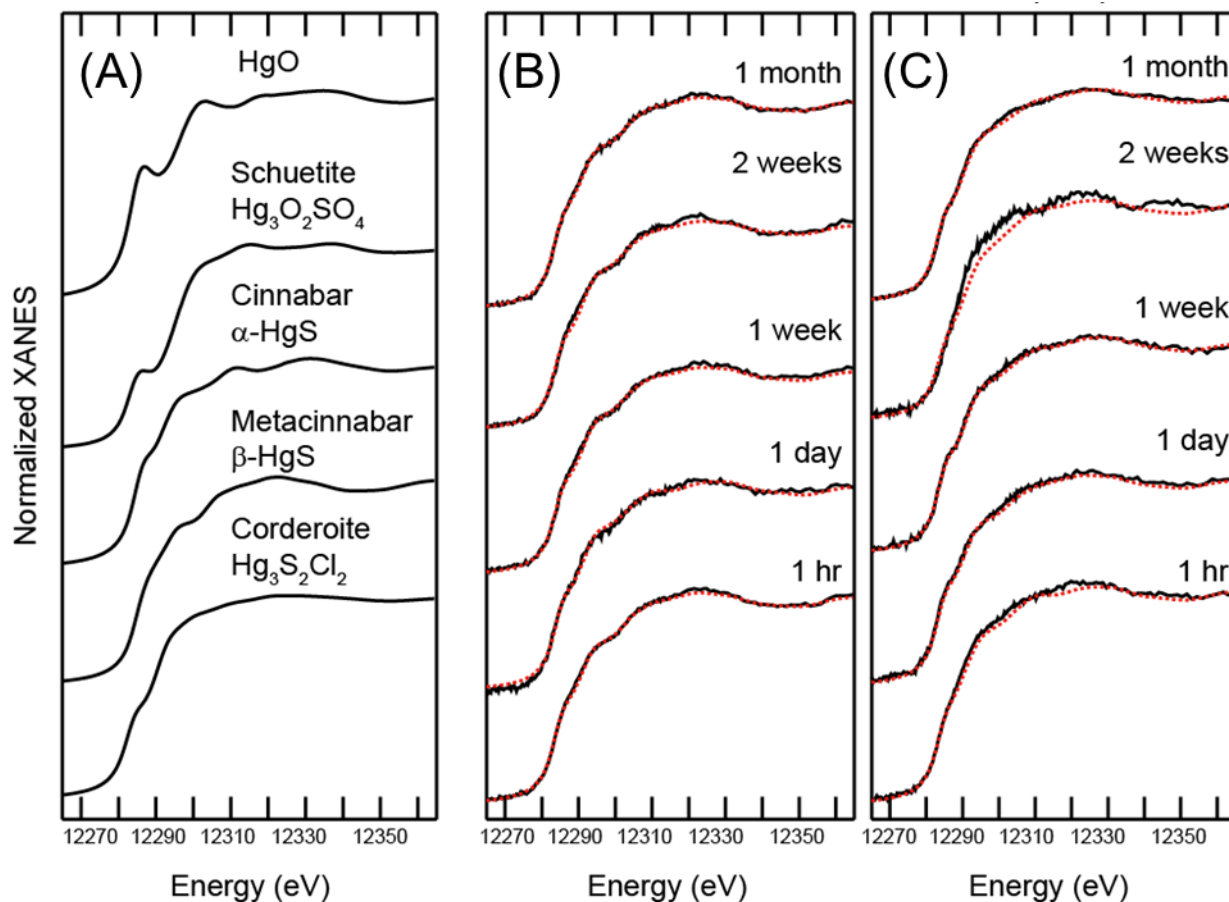 (A)
HgO
Schuetite
Hg₃O₂SO₄
Cinnabar
α-HgS
Metacinnabar
β-HgS
Corderoite
Hg₃S₂Cl₂
Normalized XANES
12270 12290 12310 12330 12350
Energy (eV)
(B)
1 month
2 weeks
1 week
1 day
1 hr
12270 12290 12310 12330 12350
Energy (eV)
(C)
1 month
2 weeks
1 week
1 day
1 hr
12270 12290 12310 12330 12350
Energy (eV)